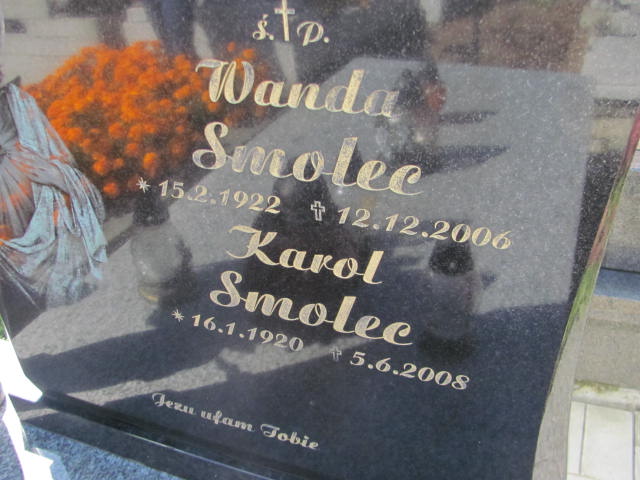 Ś. P.
Wanda
Smolec
* 15.2.1922 ✝ 12.12.2006
Karol
Smolec
* 16.1.1920 ✝ 5.6.2008
Jezu ufam Tobie